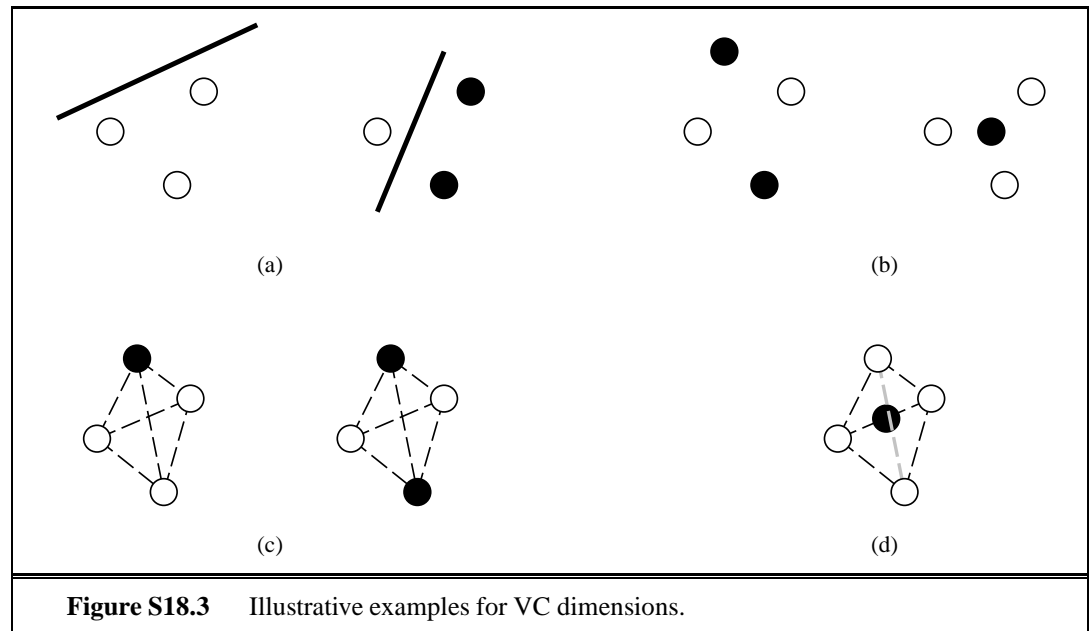 (a)
(b)
(c)
(d)
Figure S18.3 Illustrative examples for VC dimensions.